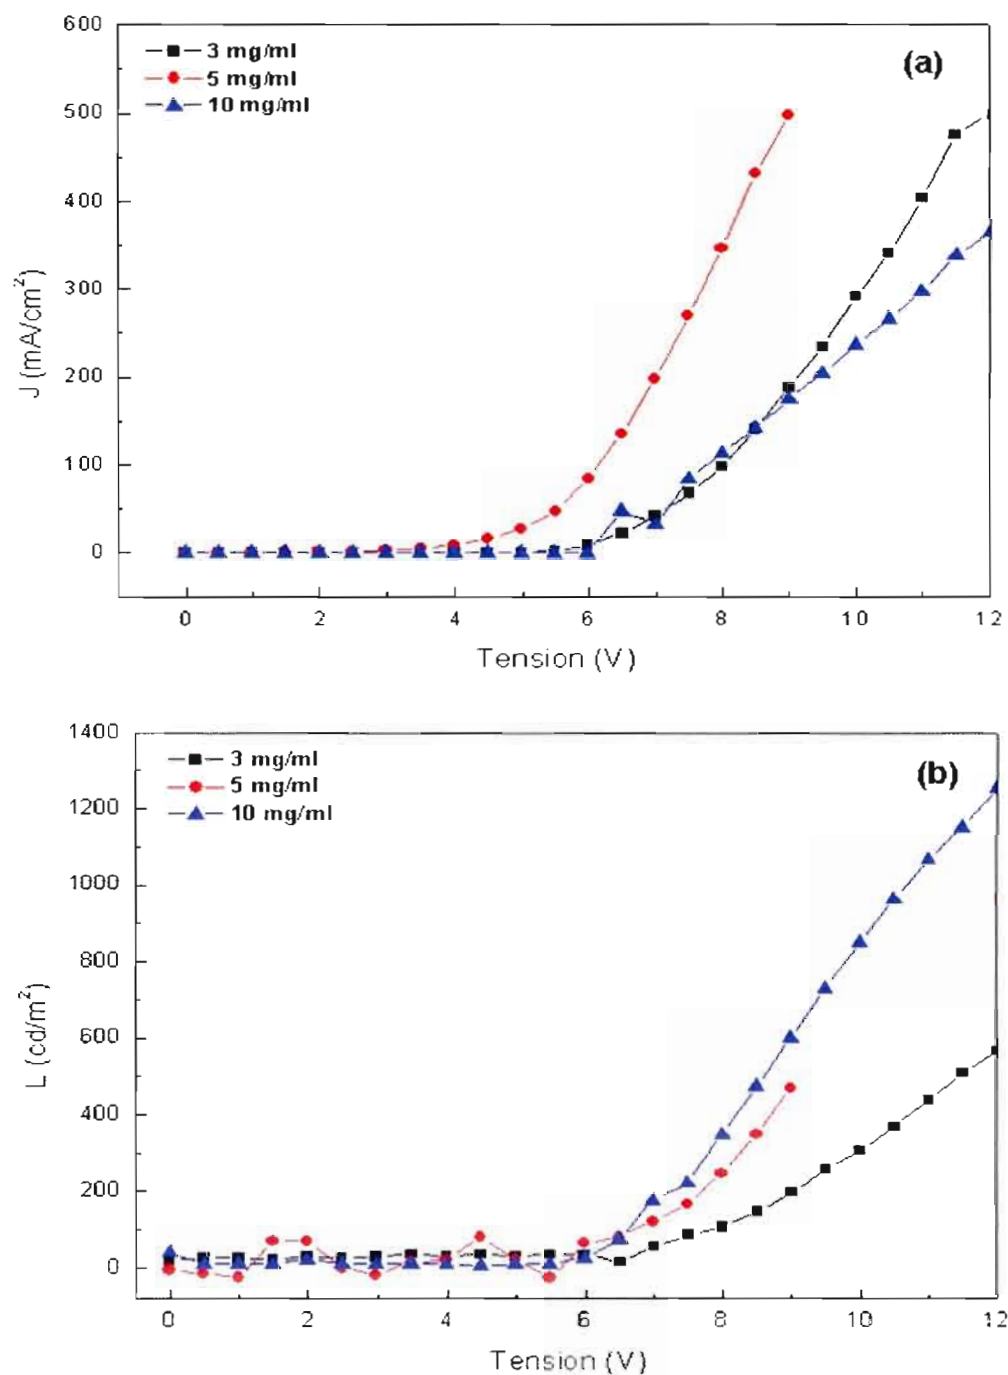 600
500
400
300
200
100
0
J (mA/cm²)
3 mg/ml
5 mg/ml
10 mg/ml
(a)
0 2 4 6 8 10 12
Tension (V)
1400
1200
1000
800
600
400
200
0
L (cd/m²)
3 mg/ml
5 mg/ml
10 mg/ml
(b)
0 2 4 6 8 10 12
Tension (V)